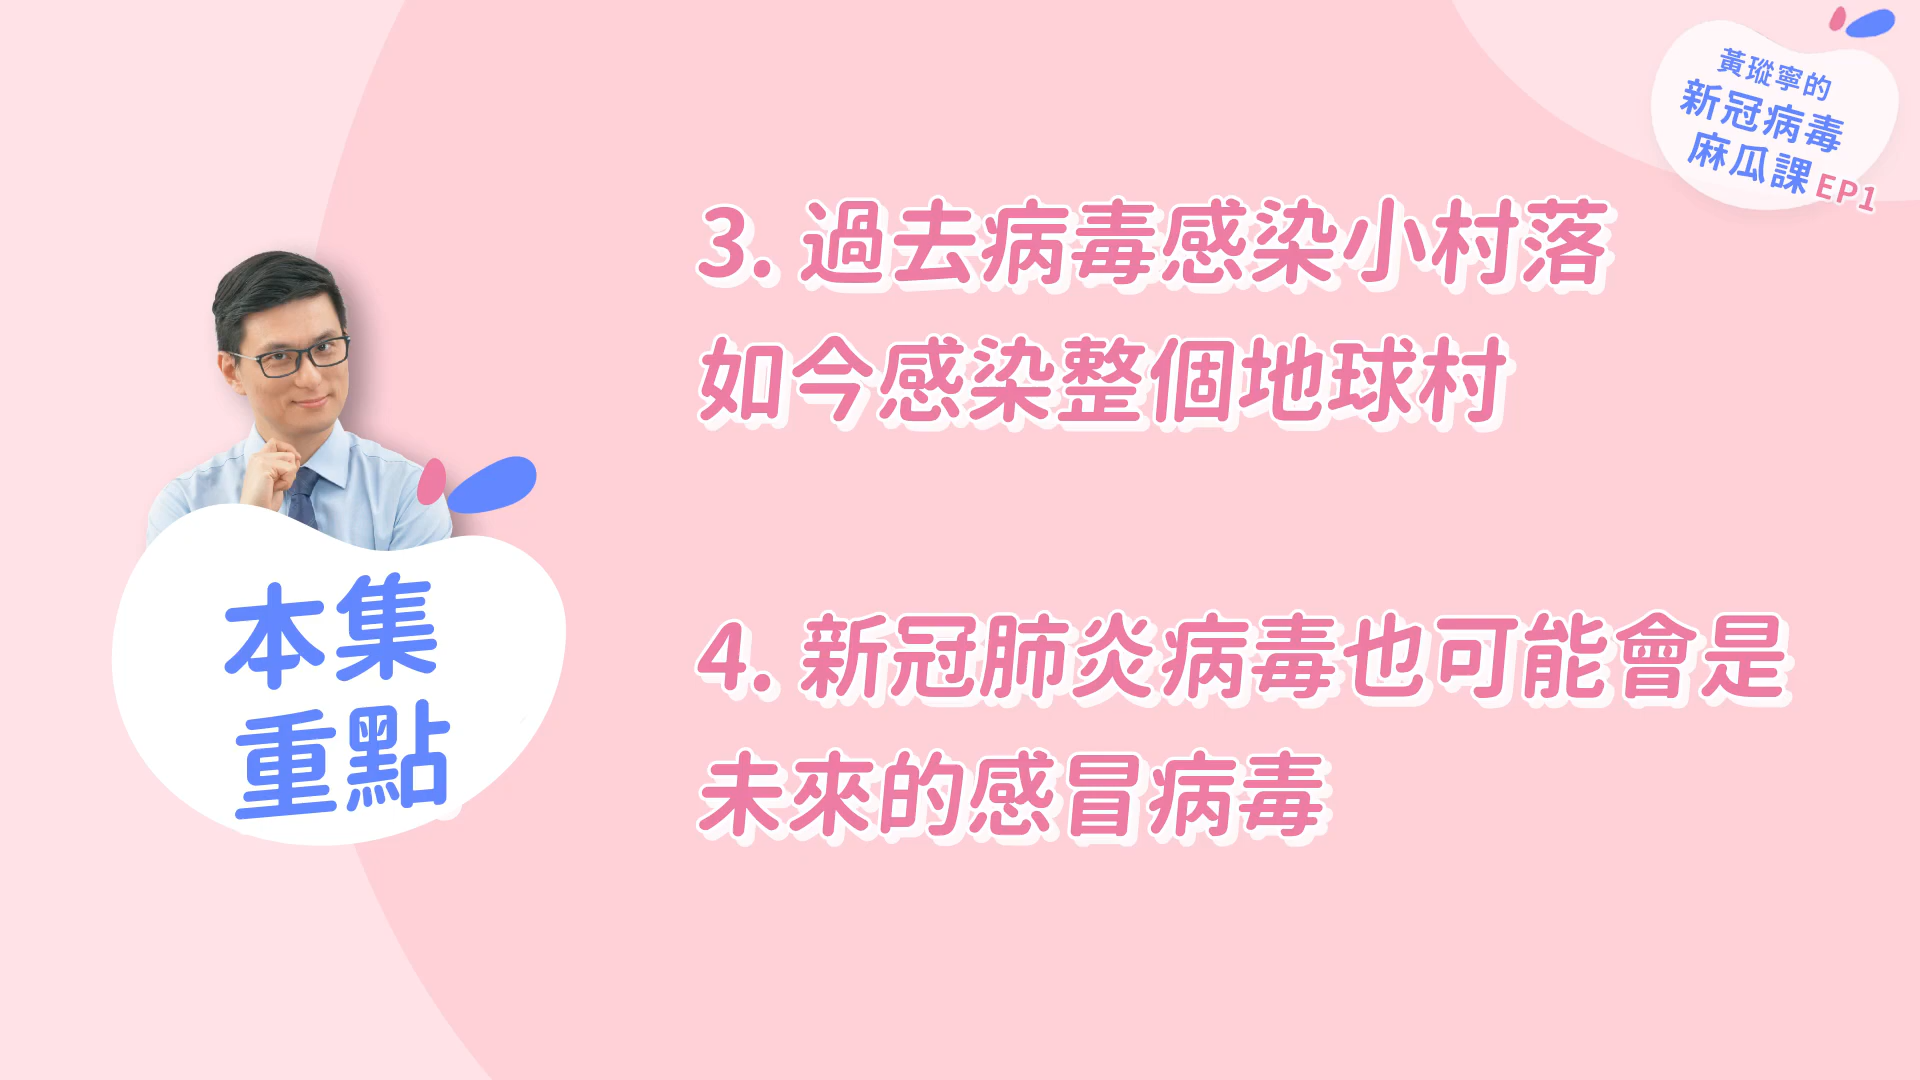 黃瑽寧的
新冠病毒
麻瓜課 EP1
3. 過去病毒感染小村落
如今感染整個地球村
4. 新冠肺炎病毒也可能會是
未來的感冒病毒
本集
重點